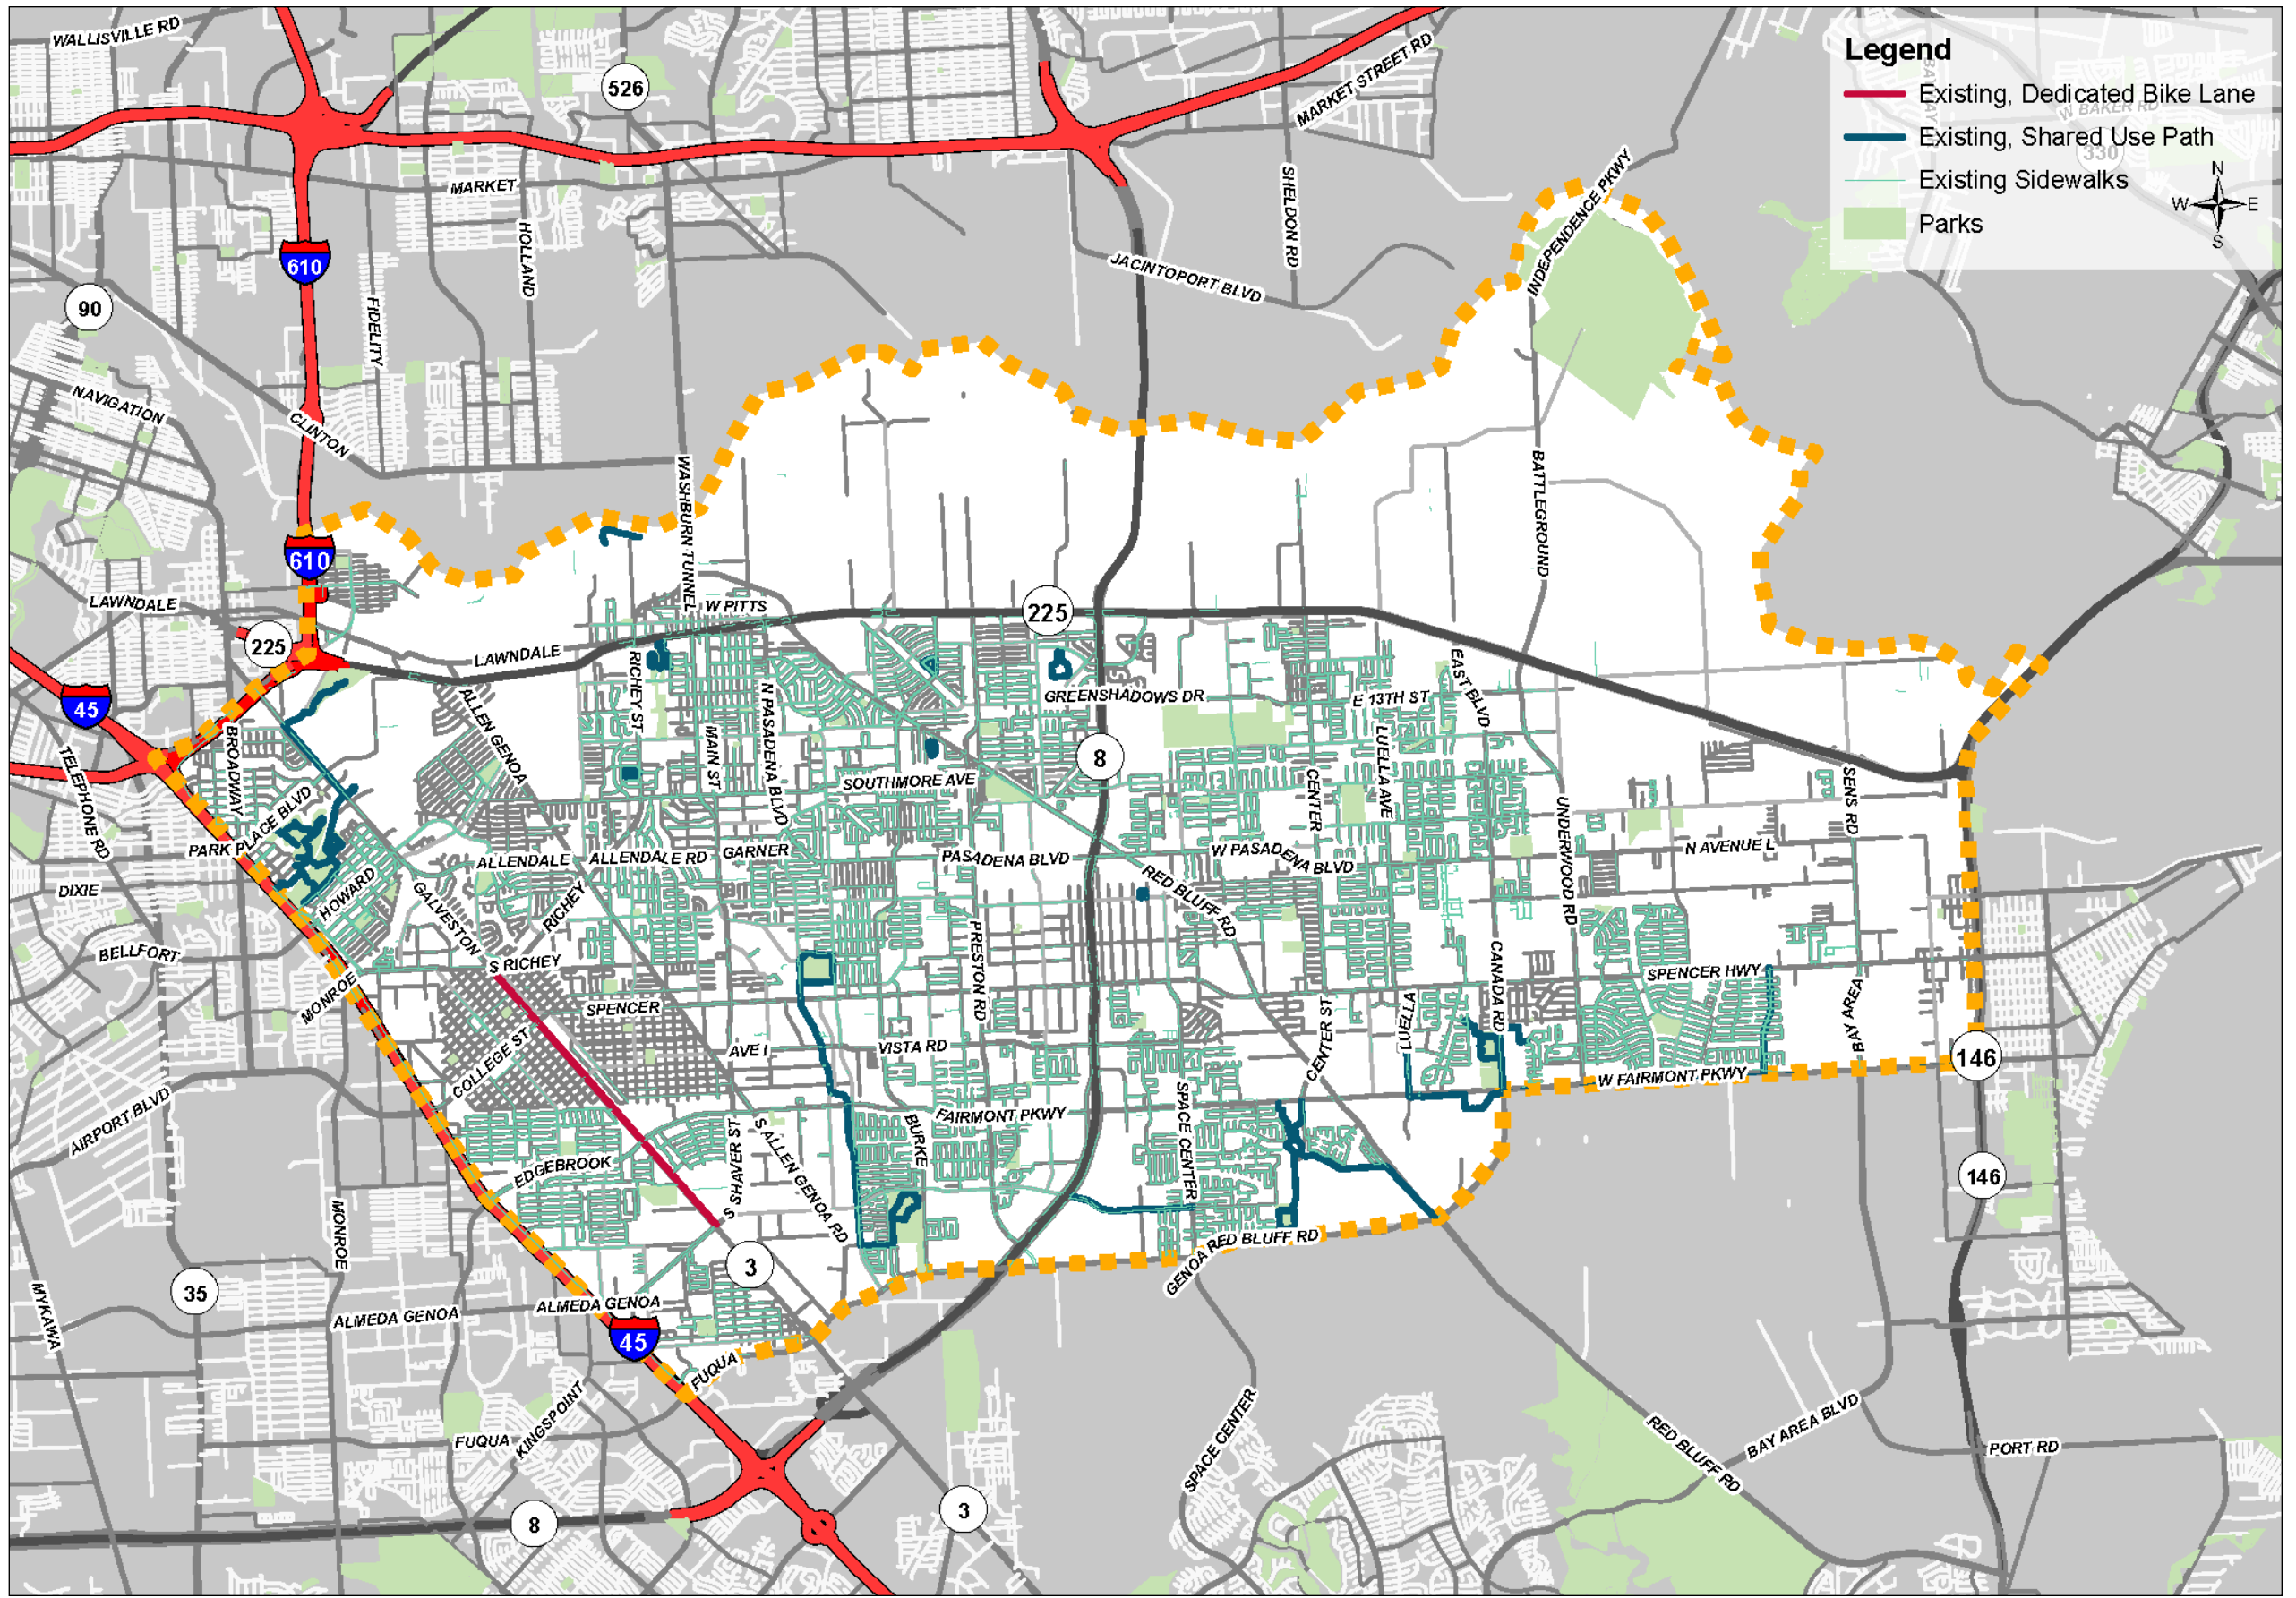 WALLISVILLE RD
526
MARKET STREET RD
Legend
Existing, Dedicated Bike Lane
W BAKER RD
Existing, Shared Use Path
330
Existing Sidewalks
N
W
E
S
Parks
MARKET
SHELDON RD
INDEPENDENCE PKWY
HOLLAND
610
JACINTOPORT BLVD
90
FIDELITY
NAVIGATION
CLINTON
WASHBURN TUNNEL
BATTLEGROUND
610
LAWNDALE
W PITTS
225
225
LAWNDALE
RICHEY ST
GREENSHADOWS DR
E 13TH ST
EAST BLVD
45
ALLEN GENOA
N PASADENA BLVD
MAIN ST
BROADWAY
TELEPHONE RD
8
SOUTHMORE AVE
CENTER
LUELLA AVE
UNDERWOOD RD
SENS RD
PARK PLACE BLVD
ALLENDALE
ALLENDALE RD
GARNER
PASADENA BLVD
W PASADENA BLVD
N AVENUE L
DIXIE
HOWARD
GALVESTON
RICHEY
RED BLUFF RD
BELLFORT
S RICHEY
PRESTON RD
CANADA RD
SPENCER HWY
MONROE
SPENCER
LUELLA
CENTER ST
BAY AREA
COLLEGE ST
AVE I
VISTA RD
146
W FAIRMONT PKWY
AIRPORT BLVD
FAIRMONT PKWY
BURKE
SPACE CENTER
S SHAVER ST
S ALLEN GENOA RD
EDGEBROOK
146
MONROE
GENOA RED BLUFF RD
3
35
MYKAWA
ALMEDA GENOA
ALMEDA GENOA
45
FUQUA
FUQUA
KINGSPOINT
SPACE CENTER
RED BLUFF RD
BAY AREA BLVD
PORT RD
8
3